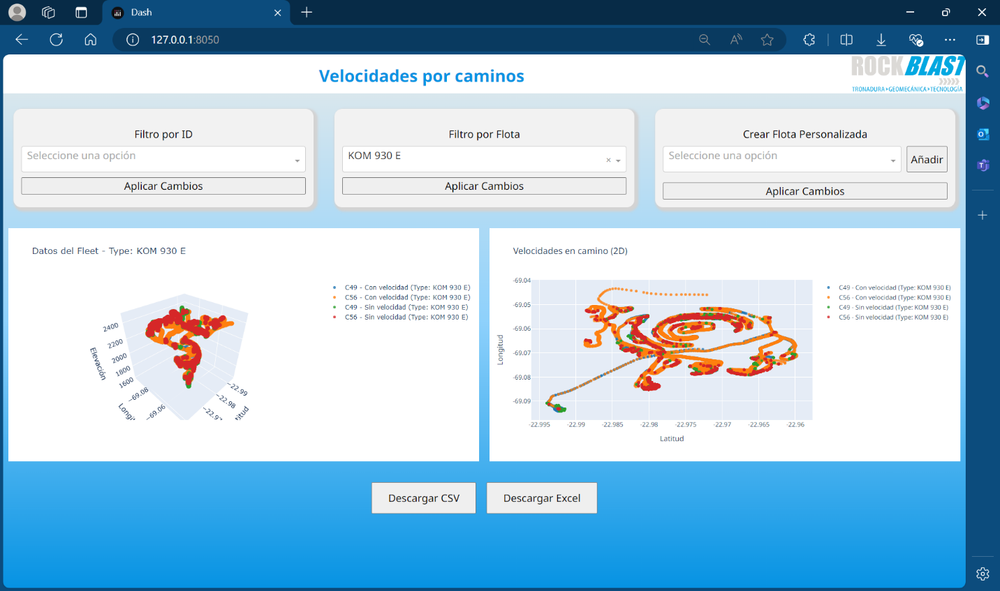 Dash
127.0.0.1:8050
Velocidades por caminos
ROCKBLAST
TRONADURA>GEOMECÁNICA>TECNOLOGÍA
Filtro por ID
Seleccione una opción
Aplicar Cambios
Filtro por Flota
KOM 930 E
Aplicar Cambios
Crear Flota Personalizada
Seleccione una opción
Añadir
Aplicar Cambios
Datos del Fleet - Type: KOM 930 E
C49 - Con velocidad (Type: KOM 930 E)
C56 - Con velocidad (Type: KOM 930 E)
C49 - Sin velocidad (Type: KOM 930 E)
C56 - Sin velocidad (Type: KOM 930 E)
2400
2200
2000
1800
1600
Elevación
−69.08
−69.06
Longi
−22.99
−22.98
−22.97
titud
Velocidades en camino (2D)
C49 - Con velocidad (Type: KOM 930 E)
C56 - Con velocidad (Type: KOM 930 E)
C49 - Sin velocidad (Type: KOM 930 E)
C56 - Sin velocidad (Type: KOM 930 E)
-69.04
-69.05
-69.06
-69.07
-69.08
-69.09
Longitud
-22.995
-22.99
-22.985
-22.98
-22.975
-22.97
-22.965
-22.96
Latitud
Descargar CSV
Descargar Excel